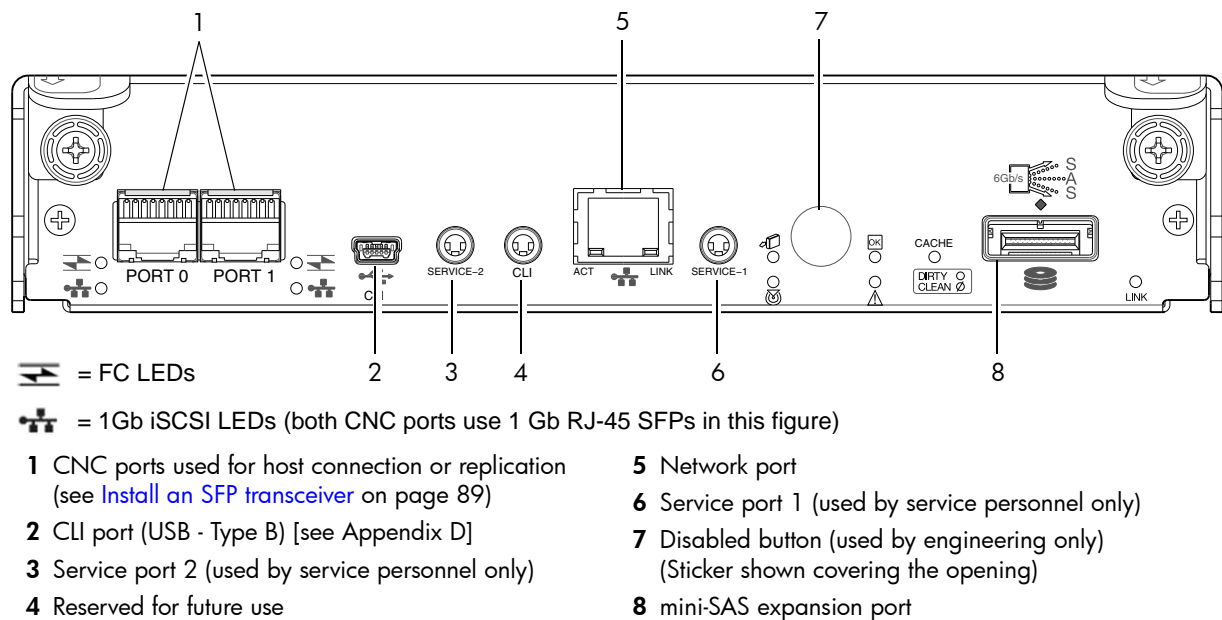 1
5
7
6Gb/s
S
A
S
PORT 0
PORT 1
SERVICE-2
CLI
ACT
LINK
SERVICE-1
OK
CACHE
DIRTY
CLEAN
LINK
2
3
4
6
8
= FC LEDs
= 1Gb iSCSI LEDs (both CNC ports use 1 Gb RJ-45 SFPs in this figure)
1 CNC ports used for host connection or replication
(see Install an SFP transceiver on page 89)
2 CLI port (USB - Type B) [see Appendix D]
3 Service port 2 (used by service personnel only)
4 Reserved for future use
5 Network port
6 Service port 1 (used by service personnel only)
7 Disabled button (used by engineering only)
(Sticker shown covering the opening)
8 mini-SAS expansion port